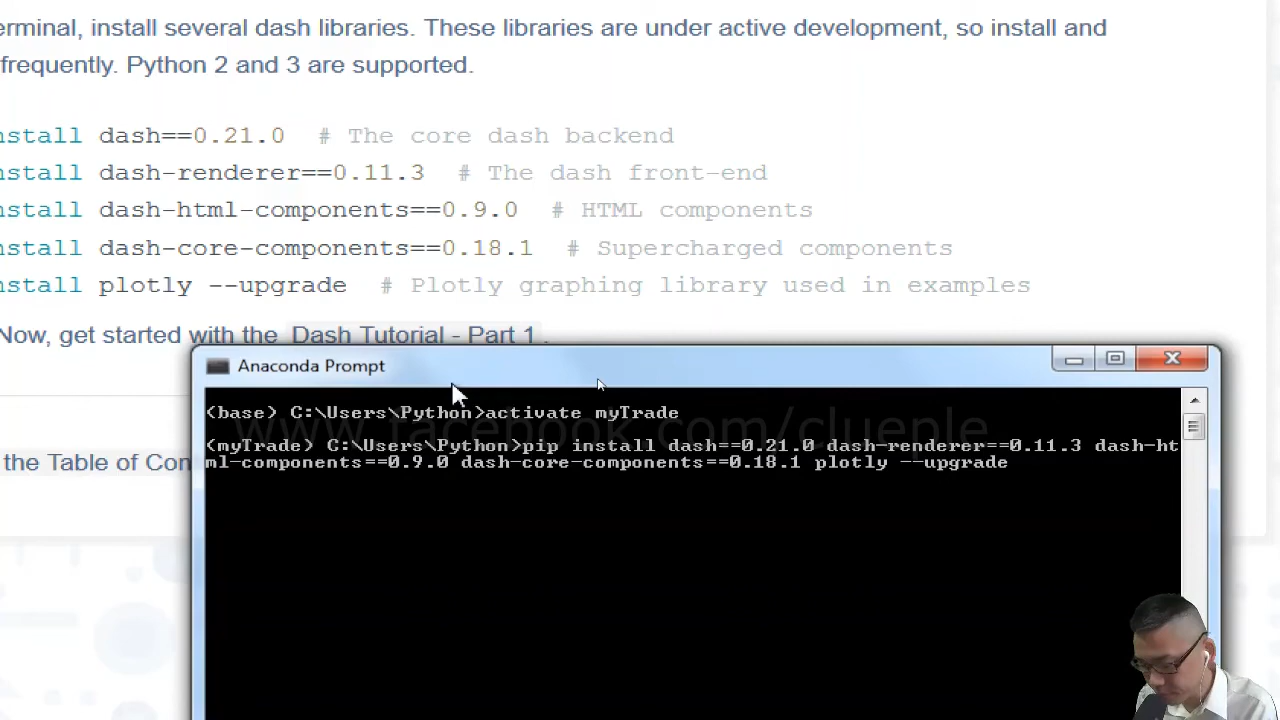 erminal, install several dash libraries. These libraries are under active development, so install and
frequently. Python 2 and 3 are supported.
nstall dash==0.21.0 # The core dash backend
nstall dash-renderer==0.11.3 # The dash front-end
nstall dash-html-components==0.9.0 # HTML components
nstall dash-core-components==0.18.1 # Supercharged components
nstall plotly --upgrade # Plotly graphing library used in examples
Now, get started with the Dash Tutorial - Part 1.
Anaconda Prompt
(base) C:\Users\Python>activate myTrade
www.facebook.com/cluenple
(myTrade) C:\Users\Python>pip install dash==0.21.0 dash-renderer==0.11.3 dash-ht
ml-components==0.9.0 dash-core-components==0.18.1 plotly --upgrade
the Table of Con